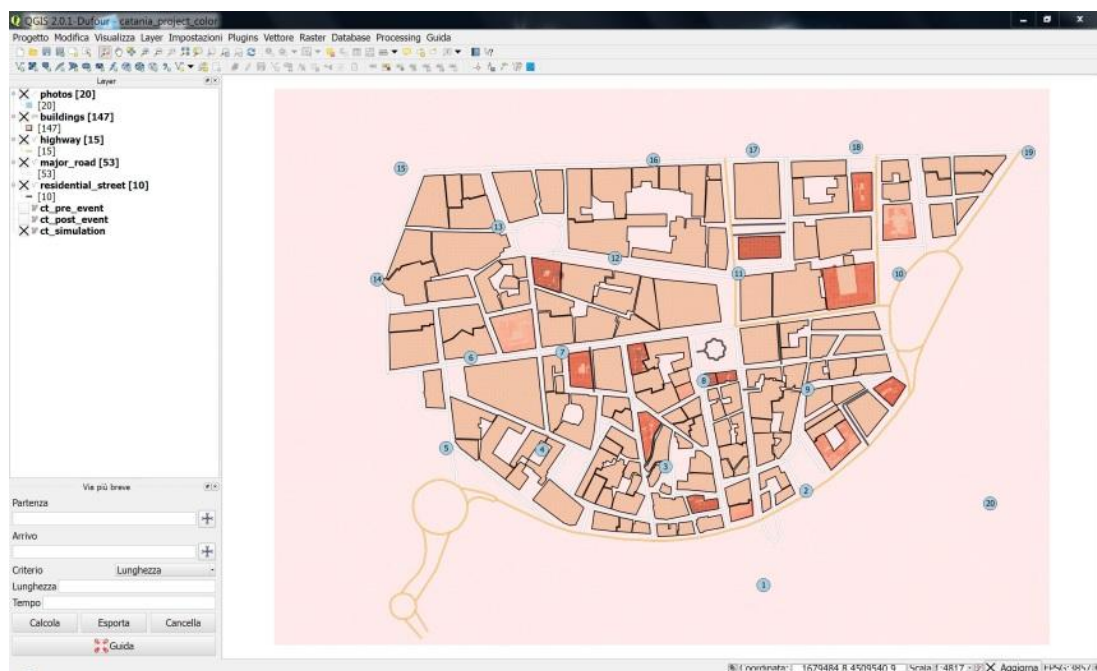 QGIS 2.0.1-Dufour - catania_project_color
Progetto Modifica Visualizza Layer Impostazioni Plugins Vettore Raster Database Processing Guida
Layer
photos [20]
[20]
buildings [147]
[147]
highway [15]
[15]
major_road [53]
[53]
residential_street [10]
[10]
ct_pre_event
ct_post_event
ct_simulation
15
16
17
18
19
13
12
14
11
10
6
7
8
9
5
4
3
2
20
1
Via più breve
Partenza
Arrivo
Criterio Lunghezza
Lunghezza
Tempo
Calcola Esporta Cancella
Guida
Coordinata: 1679484.8,4509540.9 Scala 1:4817 Aggiorna EPSG:3857